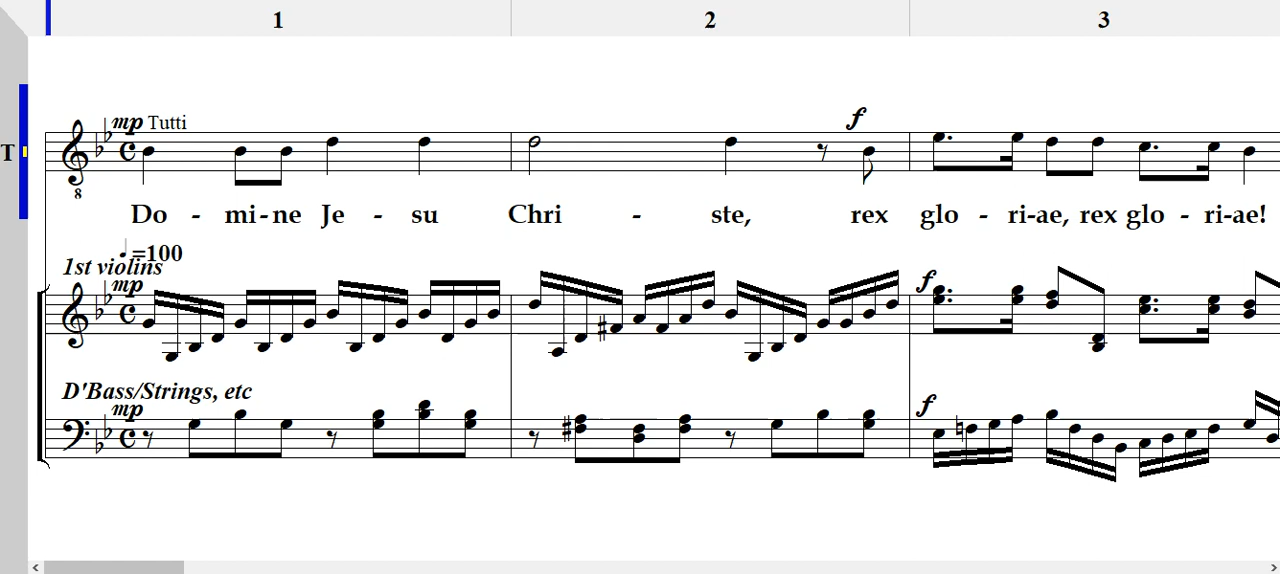 1 2 3
mp Tutti f
T
8
Do - mi - ne Je - su Chri - ste, rex glo - ri-ae, rex glo - ri-ae!
♩=100
1st violins
mp f
D'Bass/Strings, etc
mp f